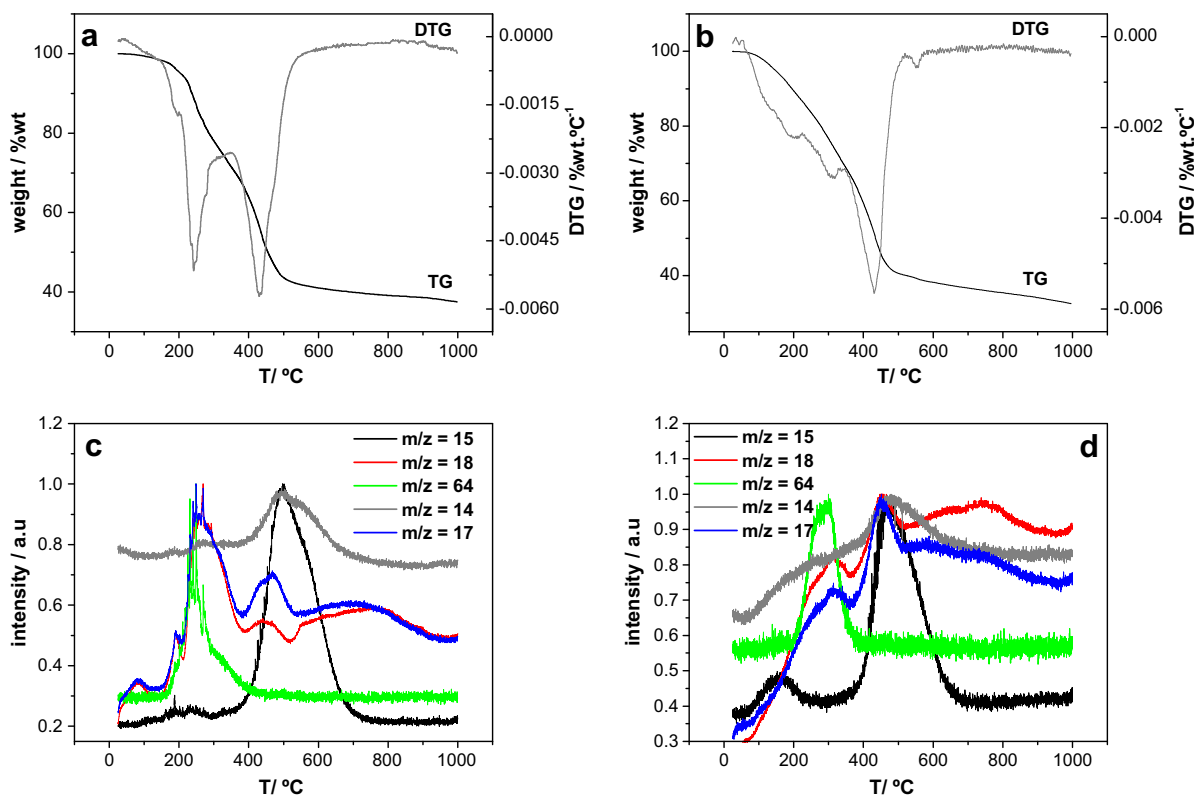 a
DTG
TG
100
80
60
40
weight / %wt
0.0000
-0.0015
-0.0030
-0.0045
-0.0060
DTG / %wt.ºC-1
0 200 400 600 800 1000
T/ ºC
b
DTG
TG
100
80
60
40
weight / %wt
0.000
-0.002
-0.004
-0.006
DTG / %wt.ºC-1
0 200 400 600 800 1000
T/ ºC
c
m/z = 15
m/z = 18
m/z = 64
m/z = 14
m/z = 17
1.2
1.0
0.8
0.6
0.4
0.2
intensity / a.u
0 200 400 600 800 1000
T/ ºC
d
m/z = 15
m/z = 18
m/z = 64
m/z = 14
m/z = 17
1.2
1.1
1.0
0.9
0.8
0.7
0.6
0.5
0.4
0.3
intensity / a.u
0 200 400 600 800 1000
T/ ºC